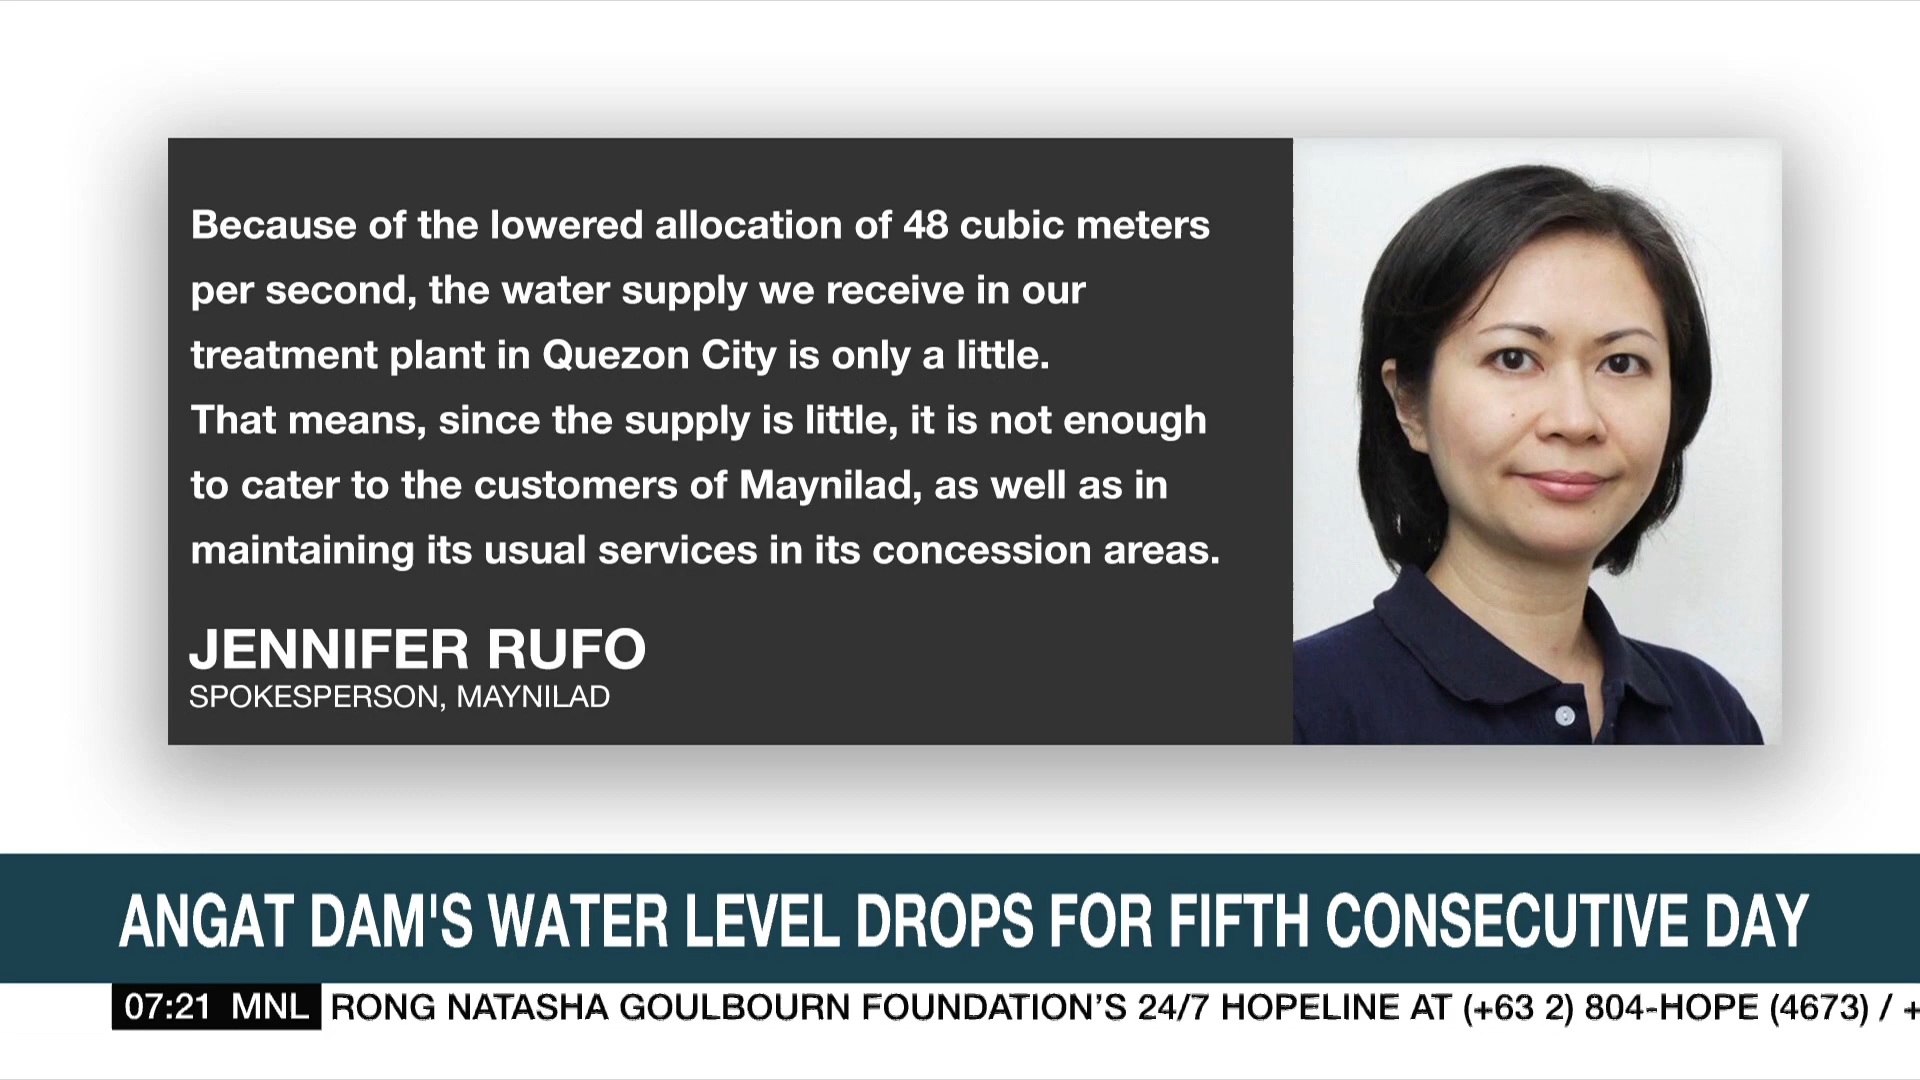 Because of the lowered allocation of 48 cubic meters
per second, the water supply we receive in our
treatment plant in Quezon City is only a little.
That means, since the supply is little, it is not enough
to cater to the customers of Maynilad, as well as in
maintaining its usual services in its concession areas.
JENNIFER RUFO
SPOKESPERSON, MAYNILAD
ANGAT DAM'S WATER LEVEL DROPS FOR FIFTH CONSECUTIVE DAY
07:21 MNL RONG NATASHA GOULBOURN FOUNDATION’S 24/7 HOPELINE AT (+63 2) 804-HOPE (4673) / +